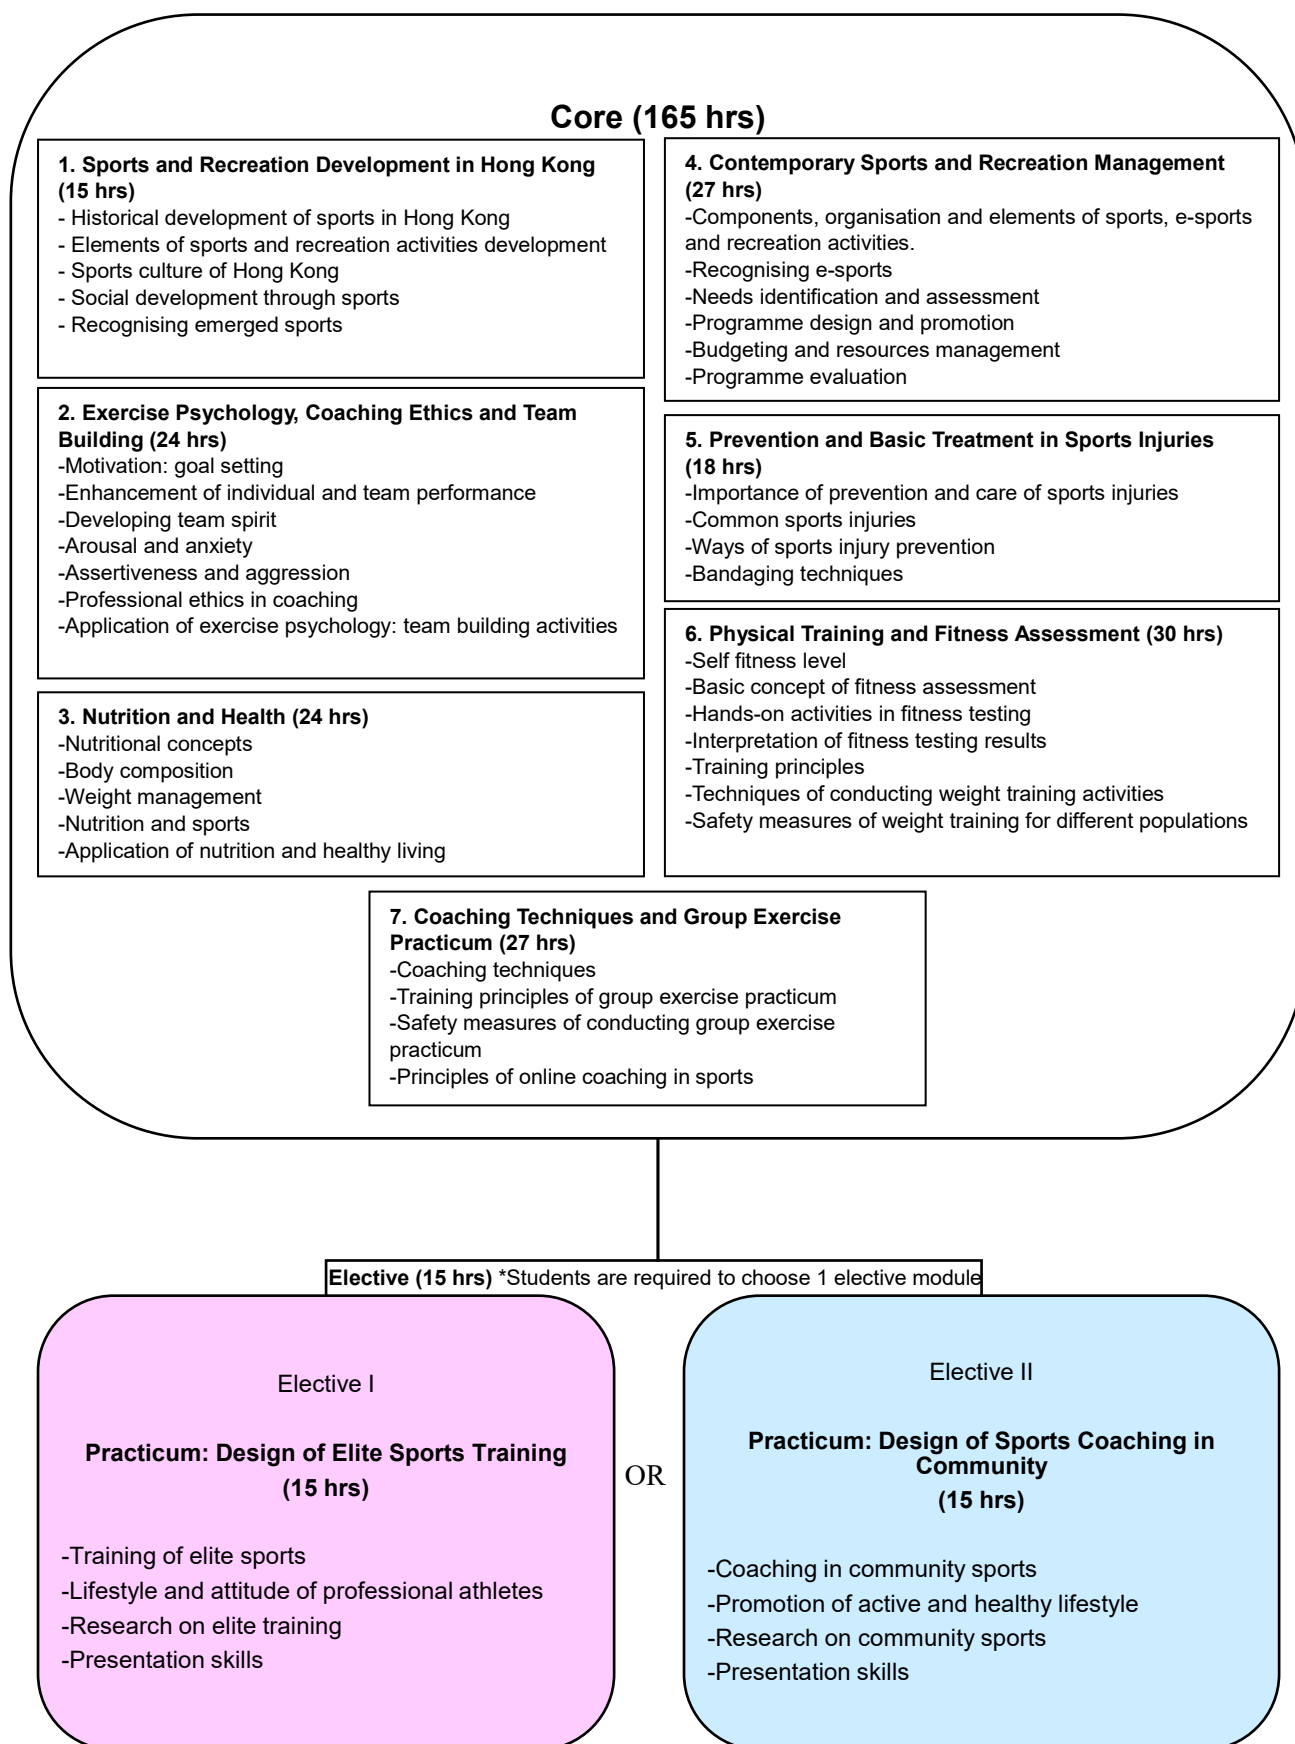 Core (165 hrs)
1. Sports and Recreation Development in Hong Kong
(15 hrs)
- Historical development of sports in Hong Kong
- Elements of sports and recreation activities development
- Sports culture of Hong Kong
- Social development through sports
- Recognising emerged sports
2. Exercise Psychology, Coaching Ethics and Team
Building (24 hrs)
-Motivation: goal setting
-Enhancement of individual and team performance
-Developing team spirit
-Arousal and anxiety
-Assertiveness and aggression
-Professional ethics in coaching
-Application of exercise psychology: team building activities
3. Nutrition and Health (24 hrs)
-Nutritional concepts
-Body composition
-Weight management
-Nutrition and sports
-Application of nutrition and healthy living
4. Contemporary Sports and Recreation Management
(27 hrs)
-Components, organisation and elements of sports, e-sports
and recreation activities.
-Recognising e-sports
-Needs identification and assessment
-Programme design and promotion
-Budgeting and resources management
-Programme evaluation
5. Prevention and Basic Treatment in Sports Injuries
(18 hrs)
-Importance of prevention and care of sports injuries
-Common sports injuries
-Ways of sports injury prevention
-Bandaging techniques
6. Physical Training and Fitness Assessment (30 hrs)
-Self fitness level
-Basic concept of fitness assessment
-Hands-on activities in fitness testing
-Interpretation of fitness testing results
-Training principles
-Techniques of conducting weight training activities
-Safety measures of weight training for different populations
7. Coaching Techniques and Group Exercise
Practicum (27 hrs)
-Coaching techniques
-Training principles of group exercise practicum
-Safety measures of conducting group exercise
practicum
-Principles of online coaching in sports
Elective (15 hrs) *Students are required to choose 1 elective module
Elective I
Practicum: Design of Elite Sports Training
(15 hrs)
-Training of elite sports
-Lifestyle and attitude of professional athletes
-Research on elite training
-Presentation skills
OR
Elective II
Practicum: Design of Sports Coaching in
Community
(15 hrs)
-Coaching in community sports
-Promotion of active and healthy lifestyle
-Research on community sports
-Presentation skills